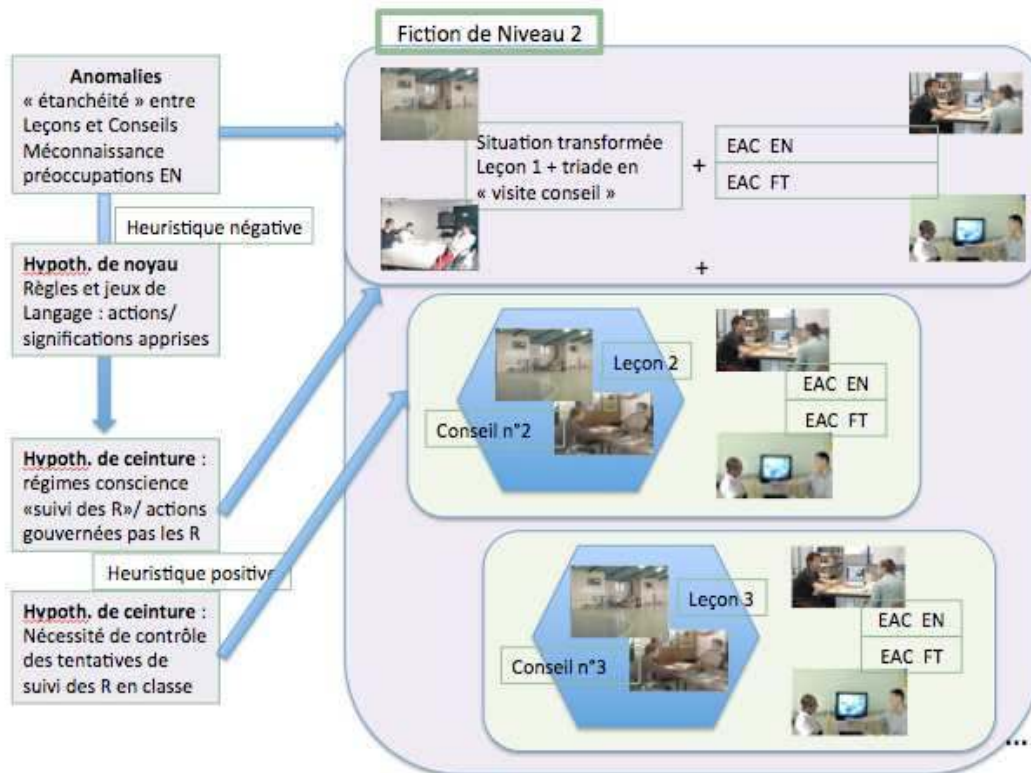 Fiction de Niveau 2
Anomalies
« étanchéité » entre
Leçons et Conseils
Méconnaissance
préoccupations EN
Heuristique négative
Hypoth. de noyau
Règles et jeux de
Langage : actions/
significations apprises
Hypoth. de ceinture :
régimes conscience
«suivi des R»/ actions
gouvernées pas les R
Heuristique positive
Hypoth. de ceinture :
Nécessité de contrôle
des tentatives de
suivi des R en classe
Situation transformée
Leçon 1 + triade en
« visite conseil »
+
EAC EN
EAC FT
+
Leçon 2
Conseil n°2
EAC EN
EAC FT
Leçon 3
Conseil n°3
EAC EN
EAC FT
...